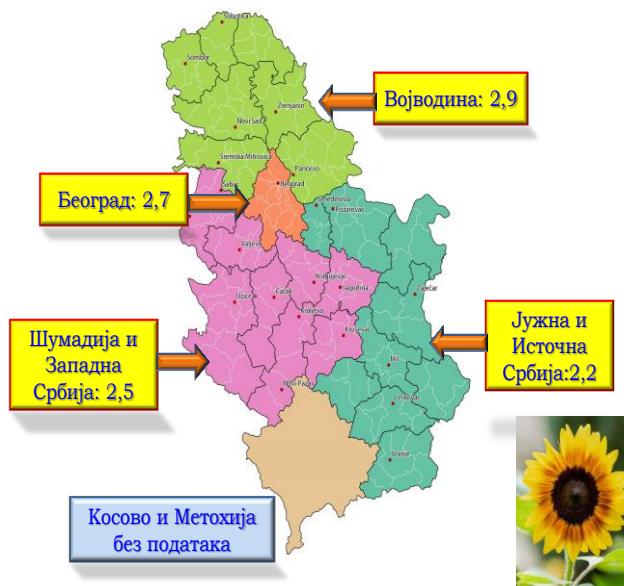 Subotica
Sombor
Војводина: 2,9
Zrenjanin
Novi Sad
Sremska Mitrovica
Pančevo
Београд: 2,7
Šabac
Beograd
Smederevo
Požarevac
Valjevo
Kragujevac
Jagodina
Zaječar
Užice
Čačak
Kraljevo
Шумадија и
Западна
Србија: 2,5
Kruševac
Јужна и
Источна
Србија:2,2
Niš
Novi Pazar
Leskovac
Vranje
Косово и Метохија
без података